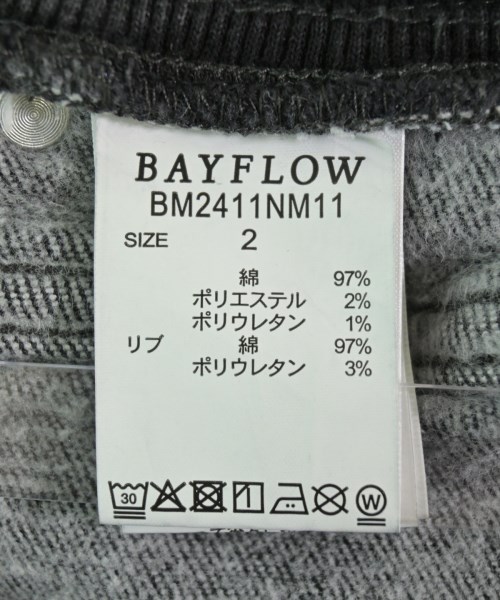 BAYFLOW
BM2411NM11
SIZE 2
綿 97%
ポリエステル 2%
ポリウレタン 1%
リブ 綿 97%
ポリウレタン 3%
30
W